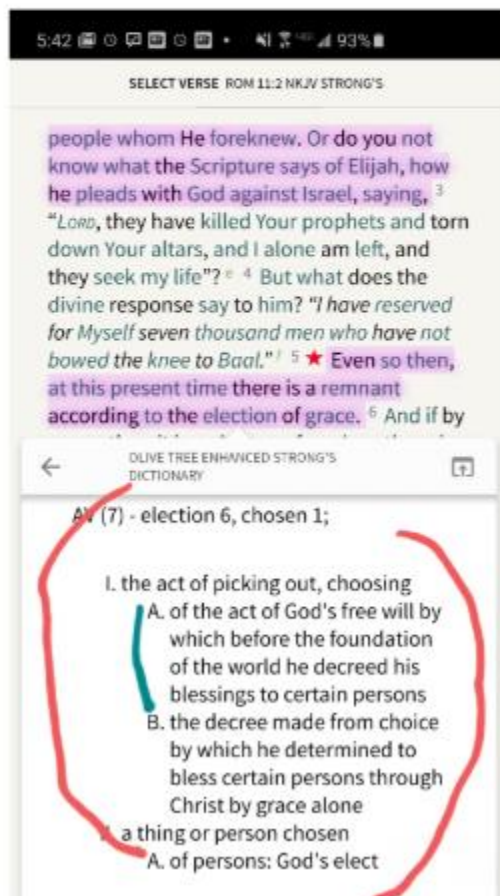 5:42
93%
SELECT VERSE ROM 11:2 NKJV STRONG'S
people whom He foreknew. Or do you not
know what the Scripture says of Elijah, how
he pleads with God against Israel, saying, 3
"LORD, they have killed Your prophets and torn
down Your altars, and I alone am left, and
they seek my life"? e 4 But what does the
divine response say to him? "I have reserved
for Myself seven thousand men who have not
bowed the knee to Baal." f 5 ★ Even so then,
at this present time there is a remnant
according to the election of grace. 6 And if by
OLIVE TREE ENHANCED STRONG'S
DICTIONARY
AV (7) - election 6, chosen 1;
I. the act of picking out, choosing
A. of the act of God's free will by
which before the foundation
of the world he decreed his
blessings to certain persons
B. the decree made from choice
by which he determined to
bless certain persons through
Christ by grace alone
a thing or person chosen
A. of persons: God's elect